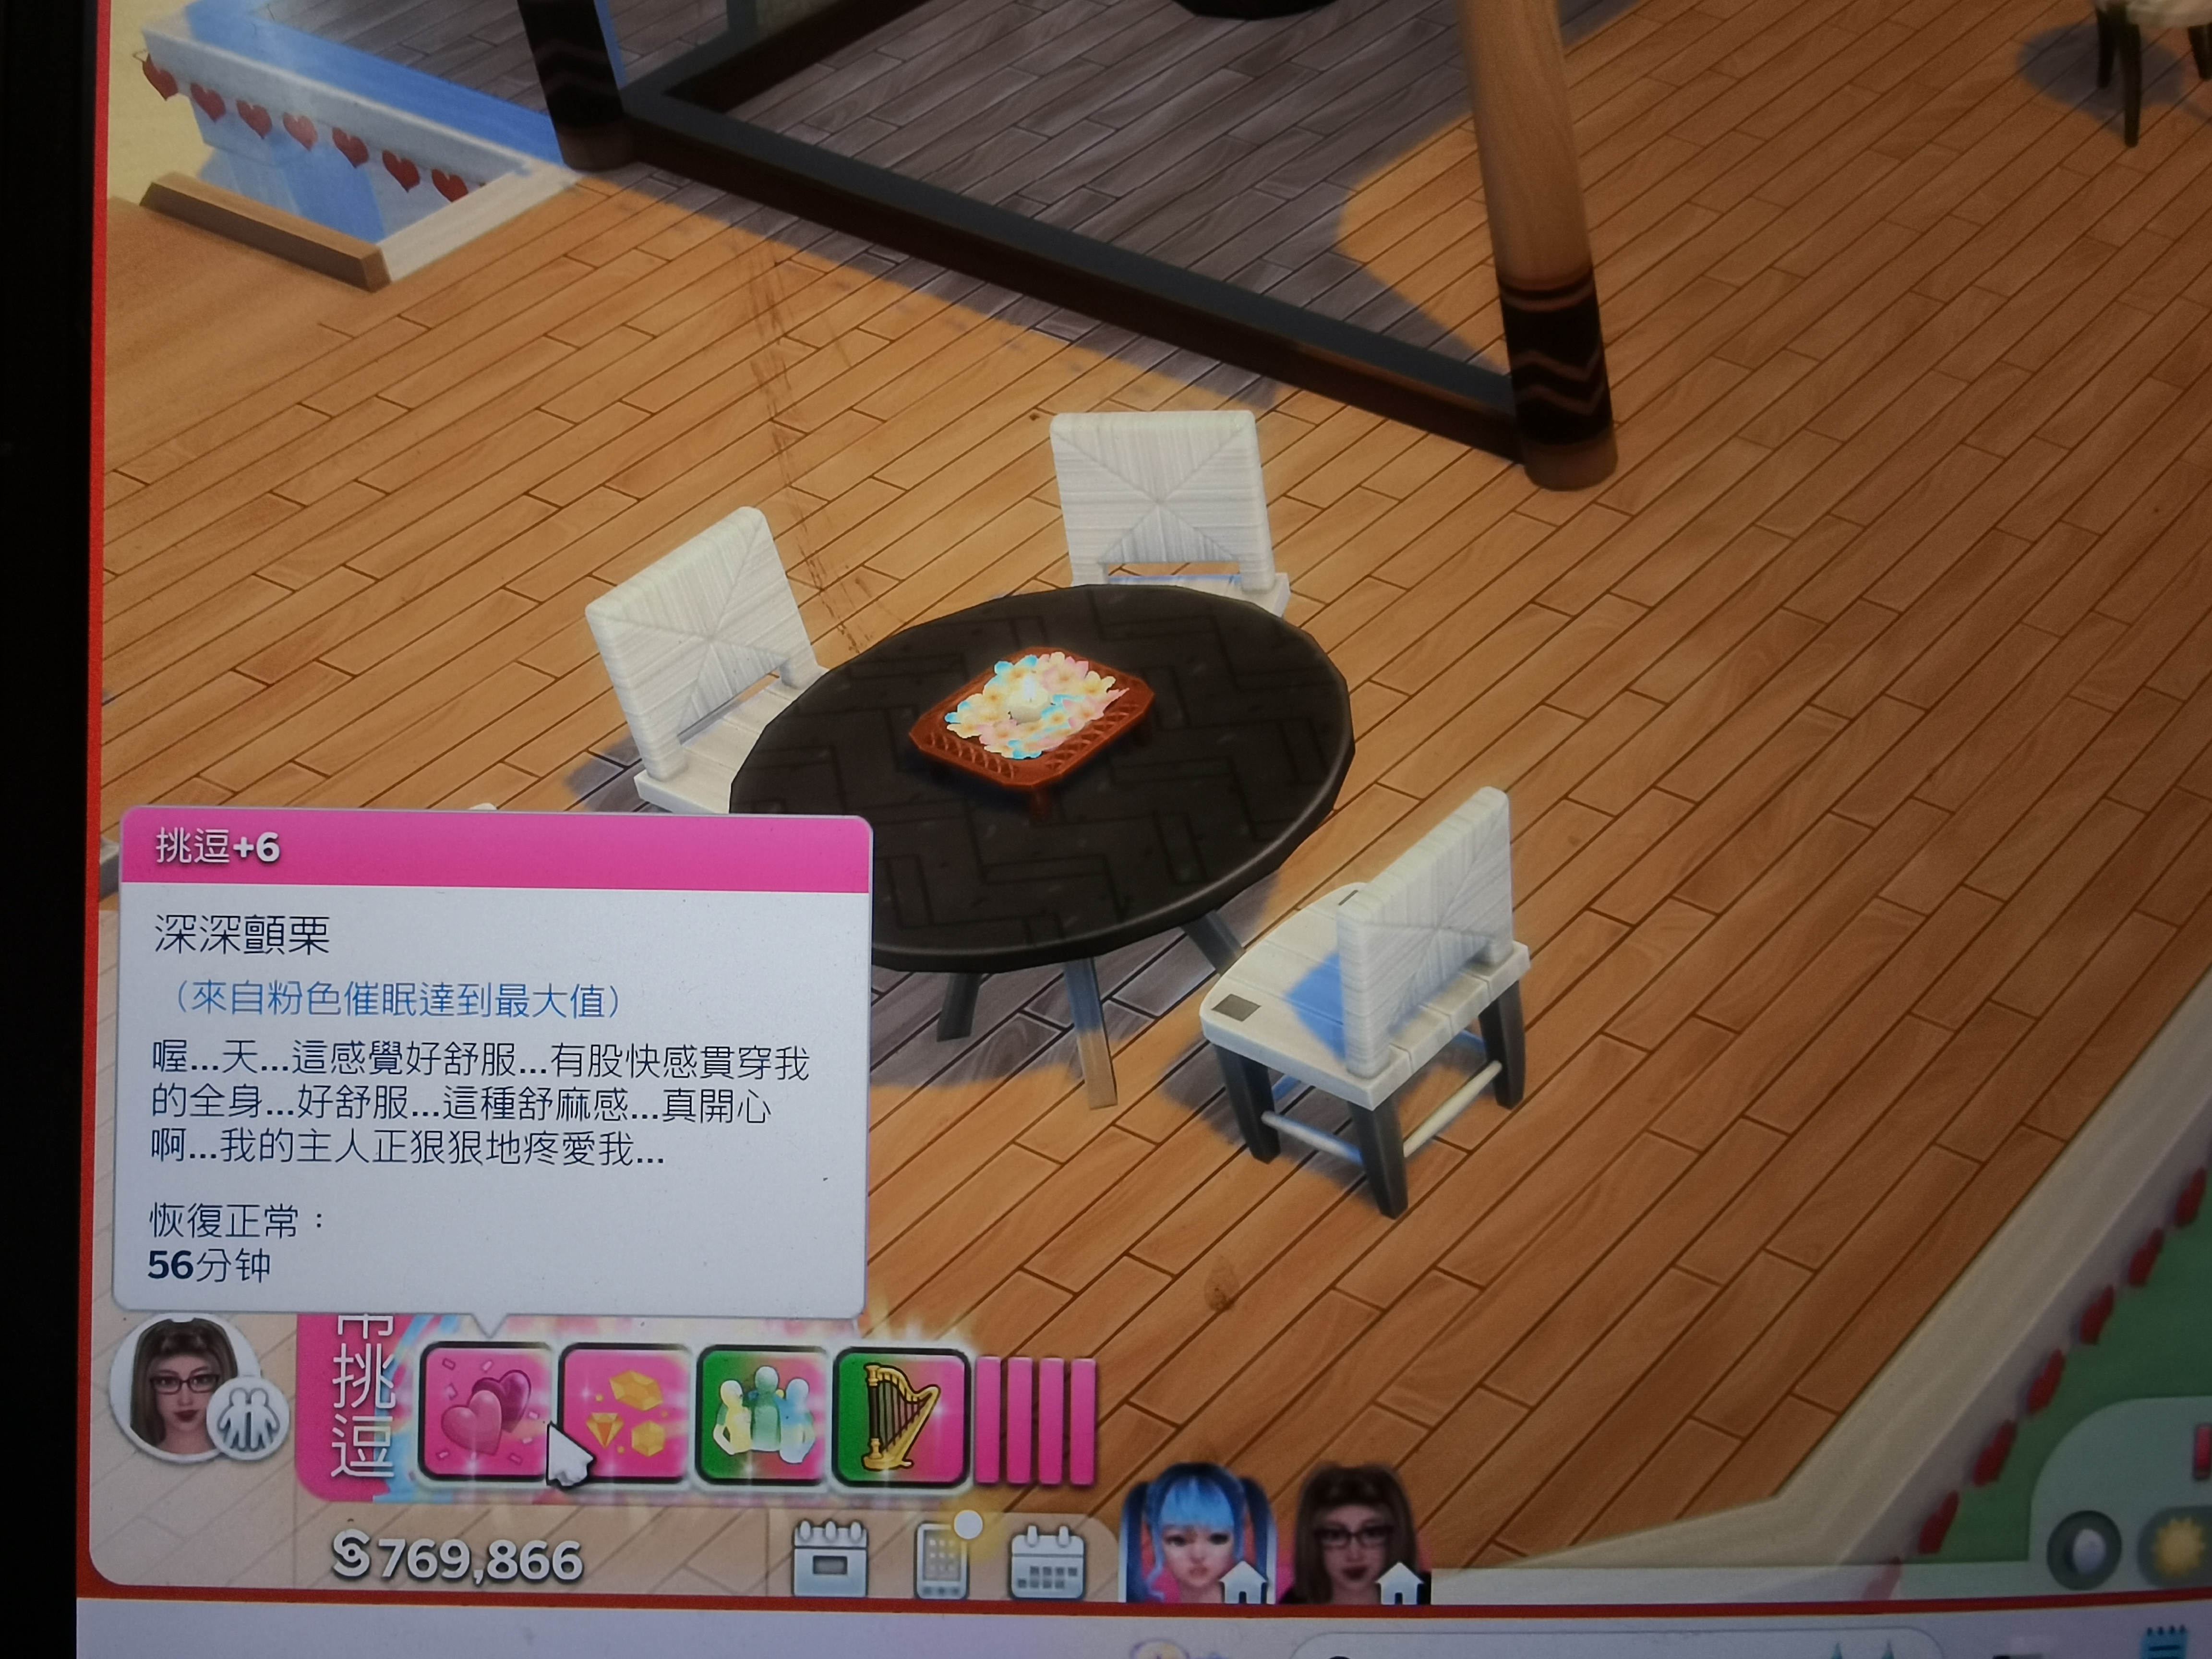 挑逗+6
深深顫栗
（來自粉色催眠達到最大值）
喔...天...這感覺好舒服...有股快感貫穿我
的全身...好舒服...這種舒麻感...真開心
啊...我的主人正狠狠地疼愛我...
恢復正常：
56分钟
常挑逗
§769,866